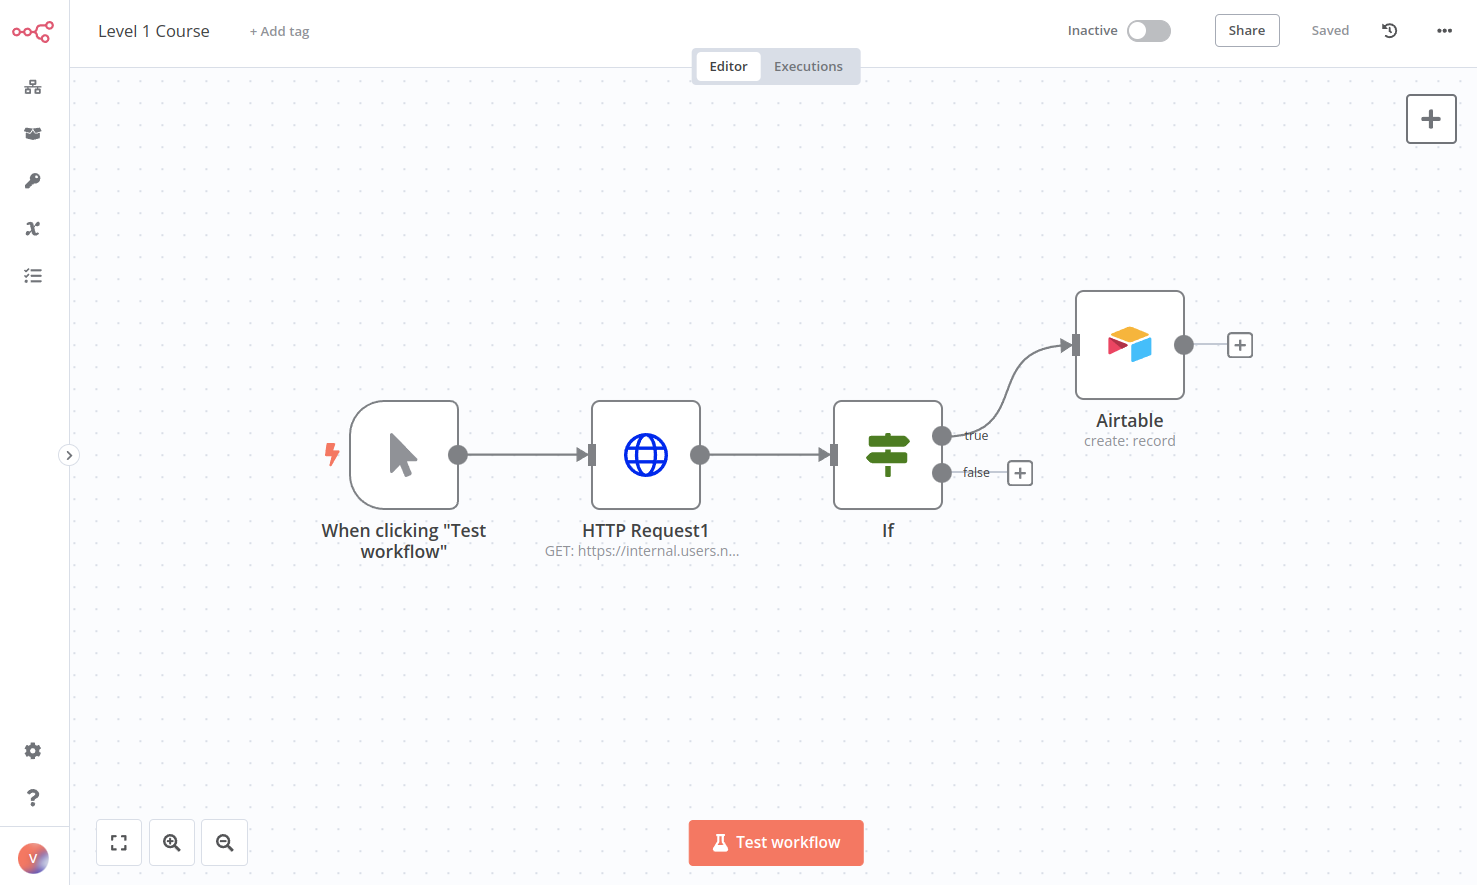 Level 1 Course
+ Add tag
Inactive
Share
Saved
Editor
Executions
Airtable
create: record
true
false
When clicking "Test
workflow"
HTTP Request1
GET: https://internal.users.n...
If
Test workflow
V